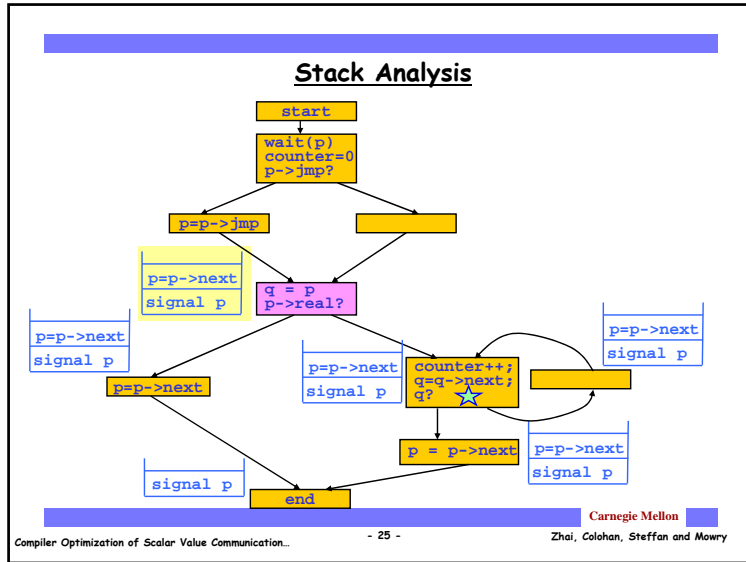 Stack Analysis
start
wait(p)
counter=0
p->jmp?
p=p->jmp
p=p->next
signal p
q = p
p->real?
p=p->next
signal p
p=p->next
signal p
p=p->next
signal p
counter++;
q=q->next;
q?
p=p->next
p = p->next
p=p->next
signal p
signal p
end
Carnegie Mellon
Compiler Optimization of Scalar Value Communication…
- 25 -
Zhai, Colohan, Steffan and Mowry